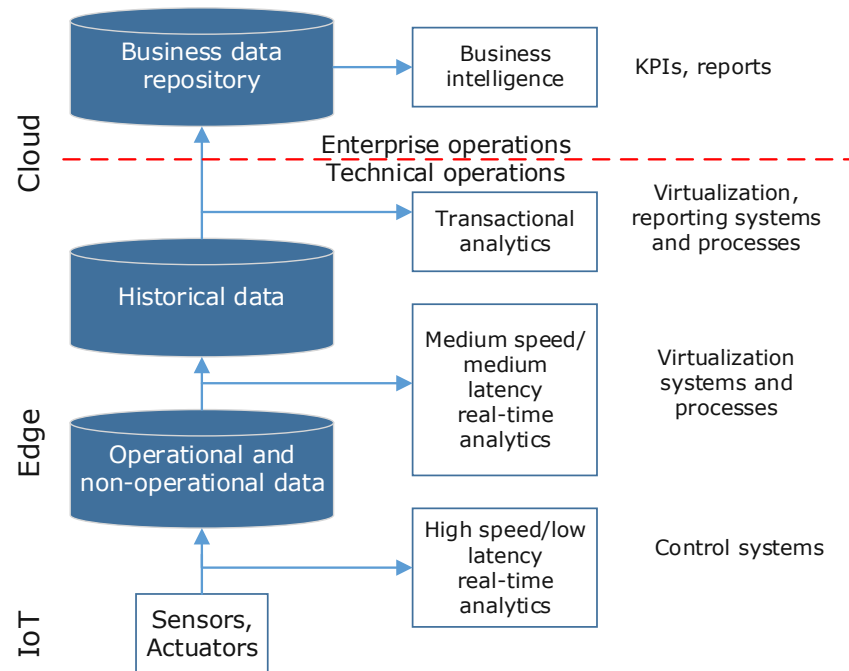 Cloud
Business data
repository
Business
intelligence
KPIs, reports
Enterprise operations
Technical operations
Transactional
analytics
Virtualization,
reporting systems
and processes
Historical data
Edge
Medium speed/
medium
latency
real-time
analytics
Virtualization
systems and
processes
Operational and
non-operational data
IoT
High speed/low
latency
real-time
analytics
Control systems
Sensors,
Actuators